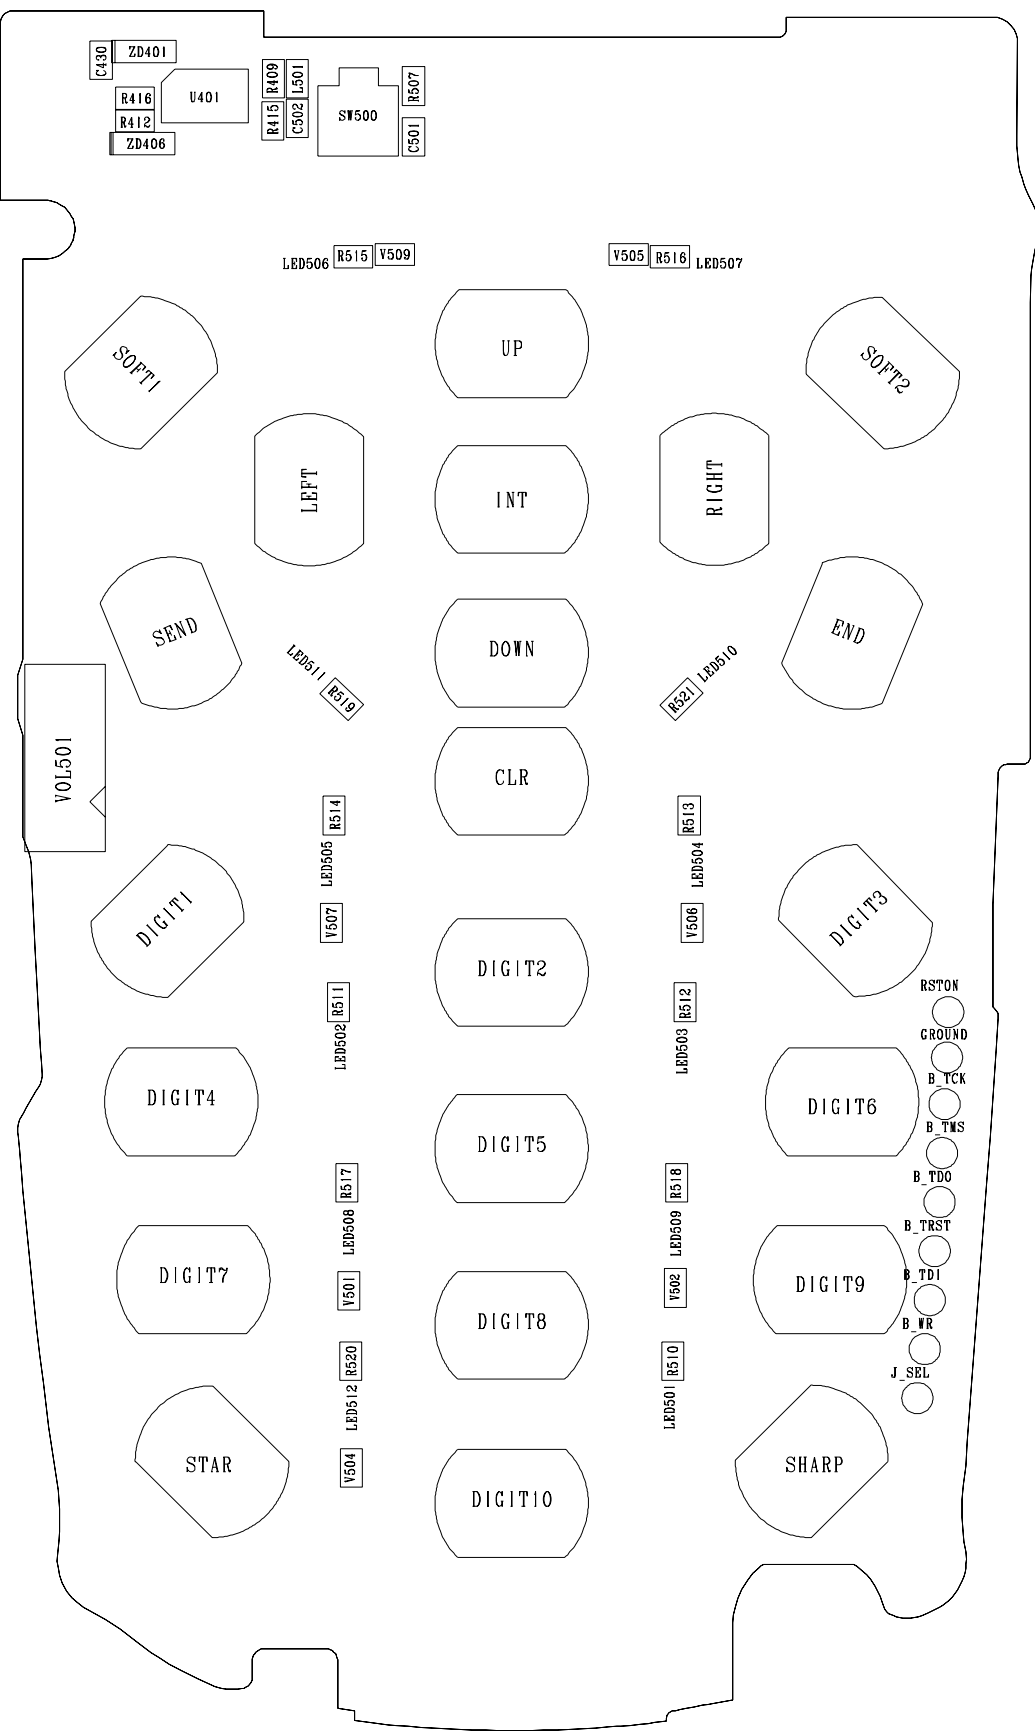 ZD401
C430
R416
R412
ZD406
U401
R409
L501
R415
C502
SW500
R507
C501
LED506
R515
V509
V505
R516
LED507
SOFT1
UP
SOFT2
LEFT
INT
RIGHT
SEND
DOWN
END
LED511
R519
R521
LED510
VOL501
CLR
R514
R513
LED505
LED504
DIGIT1
V507
V506
DIGIT3
DIGIT2
R511
R512
RSTON
LED502
LED503
GROUND
B_TCK
DIGIT4
DIGIT6
B_TMS
DIGIT5
R517
R518
B_TDO
LED508
LED509
B_TRST
DIGIT7
V501
V502
DIGIT9
B_TDI
DIGIT8
B_WR
R520
R510
J_SEL
LED512
LED501
STAR
V504
SHARP
DIGIT10